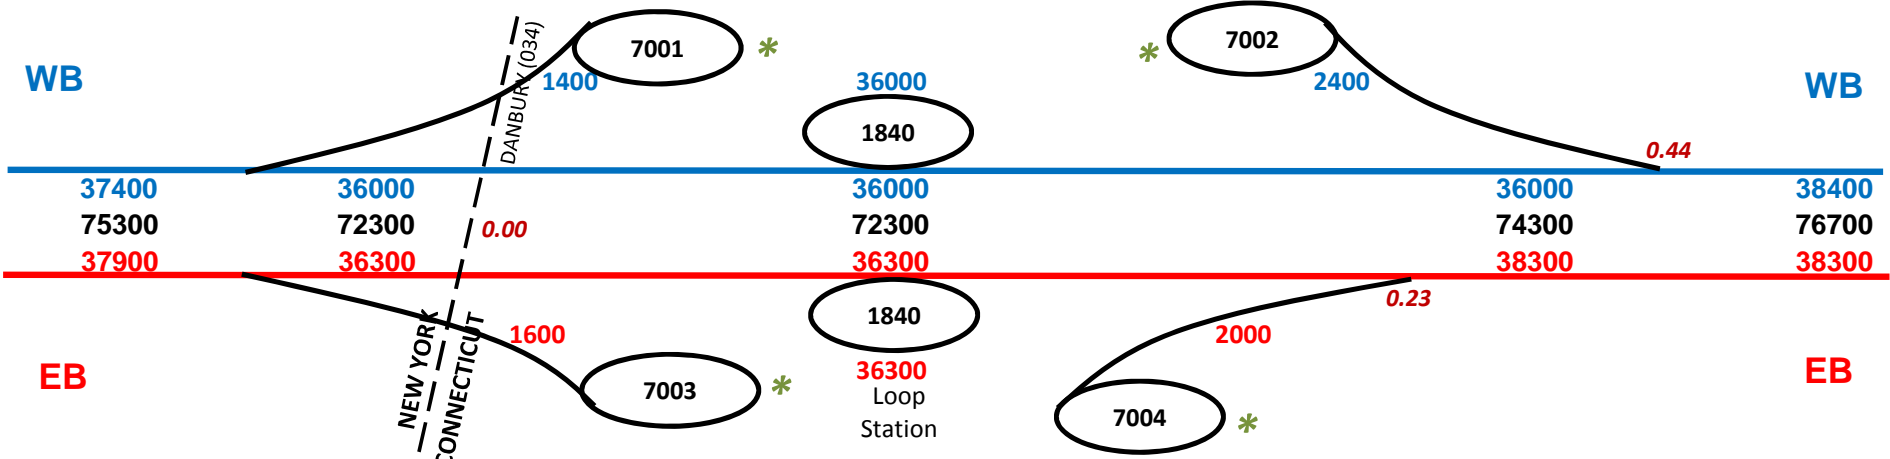 7001 *
* 7002
DANBURY (034)
WB
1400
36000
2400
WB
1840
0.44
37400 36000 36000 36000 38400
75300 72300 0.00 72300 74300 76700
37900 36300 36300 38300 38300
0.23
NEW YORK
CONNECTICUT
1600
1840
2000
EB
36300
EB
7003 *
Loop
Station
7004 *